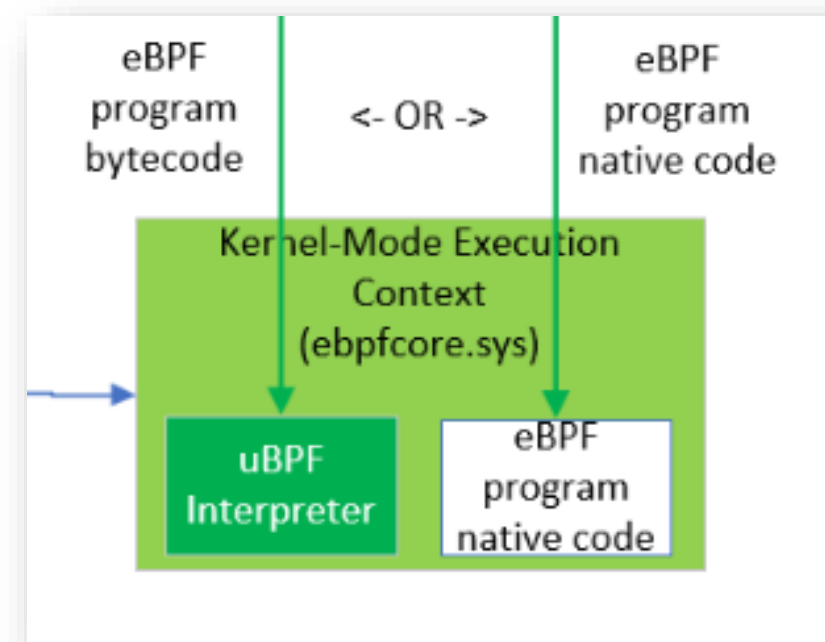 eBPF
program
bytecode
<- OR ->
eBPF
program
native code
Kernel-Mode Execution
Context
(ebpfcore.sys)
uBPF
Interpreter
eBPF
program
native code